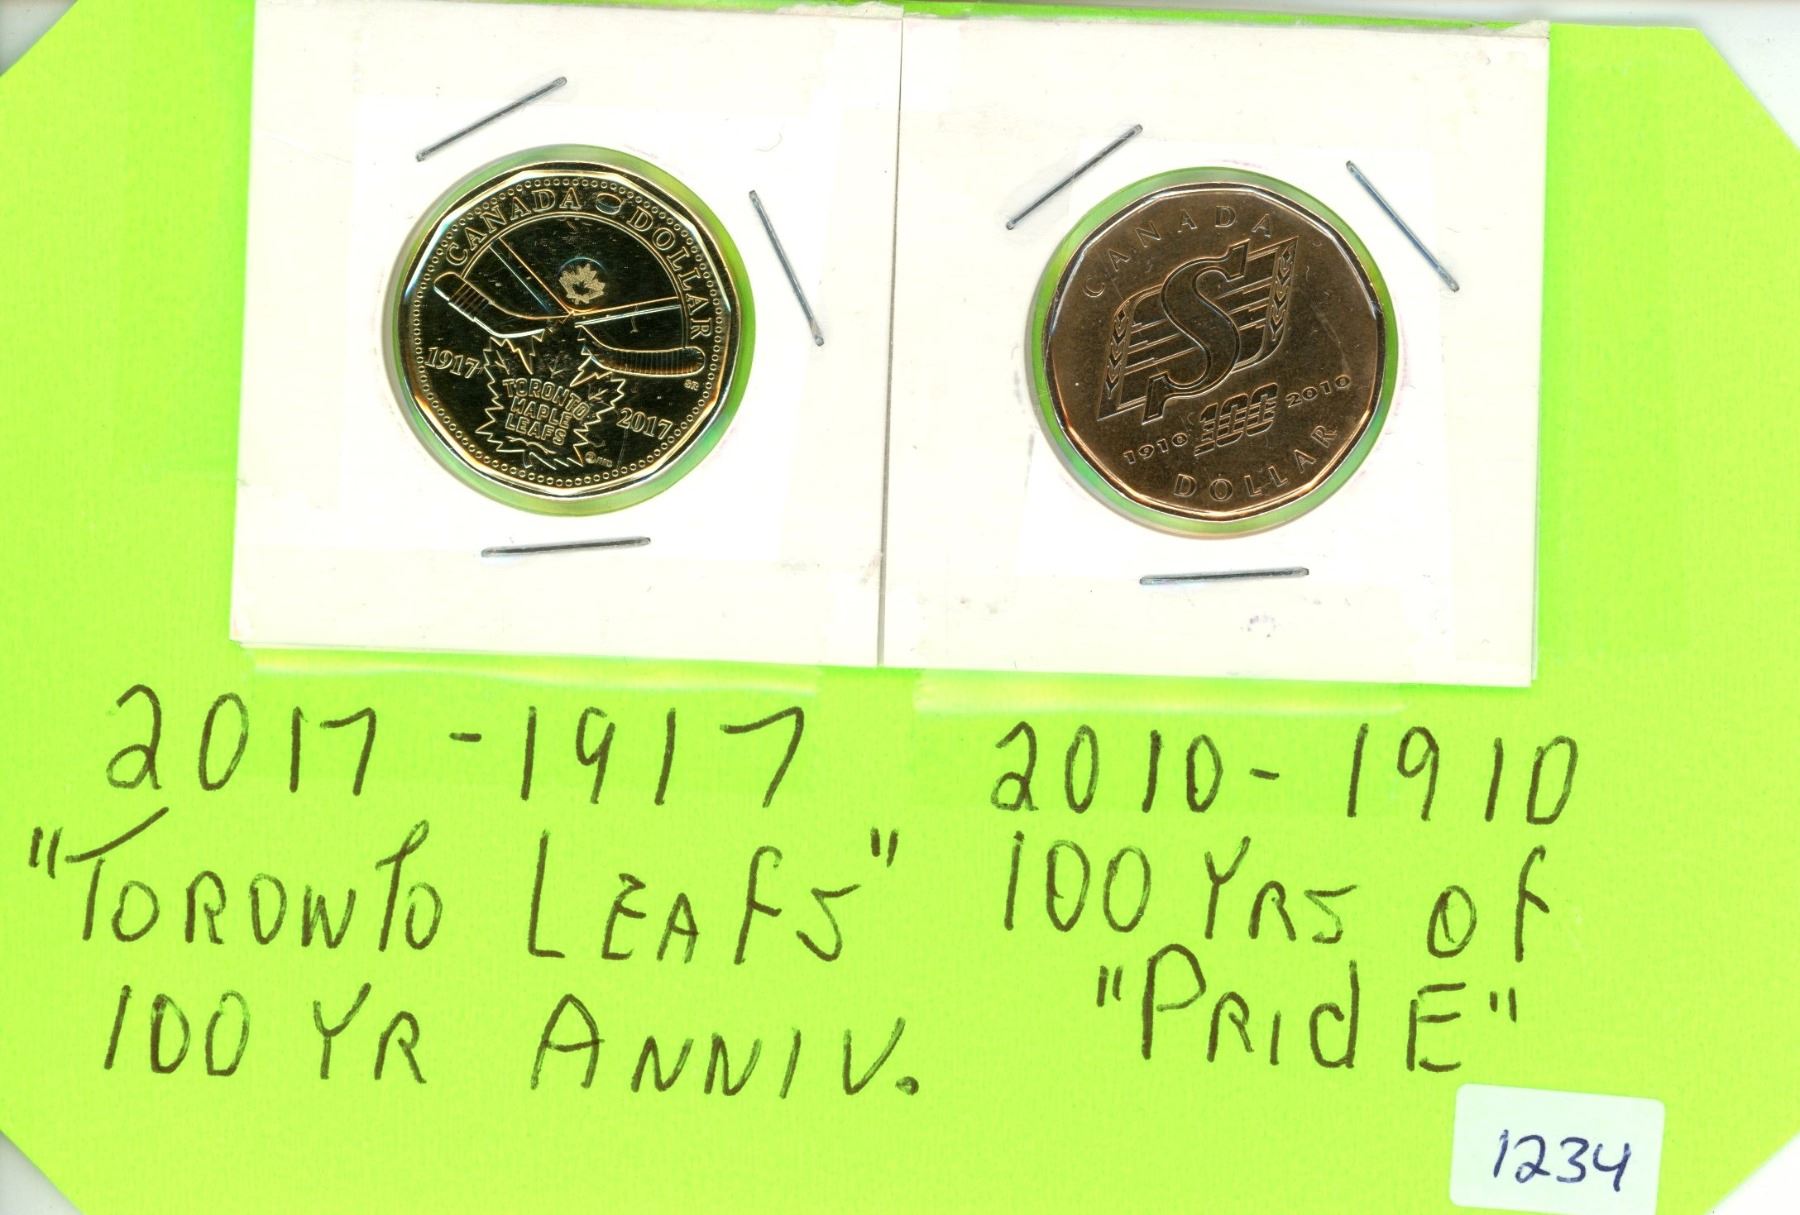 CANADA DOLLAR
1917
TORONTO
MAPLE
LEAFS
2017
CANADA
S
1910 100 2010
DOLLAR
2017-1917
"TORONTO LEAFS"
100 YR ANNIV.
2010-1910
100 YRS OF
"PRIDE"
1234